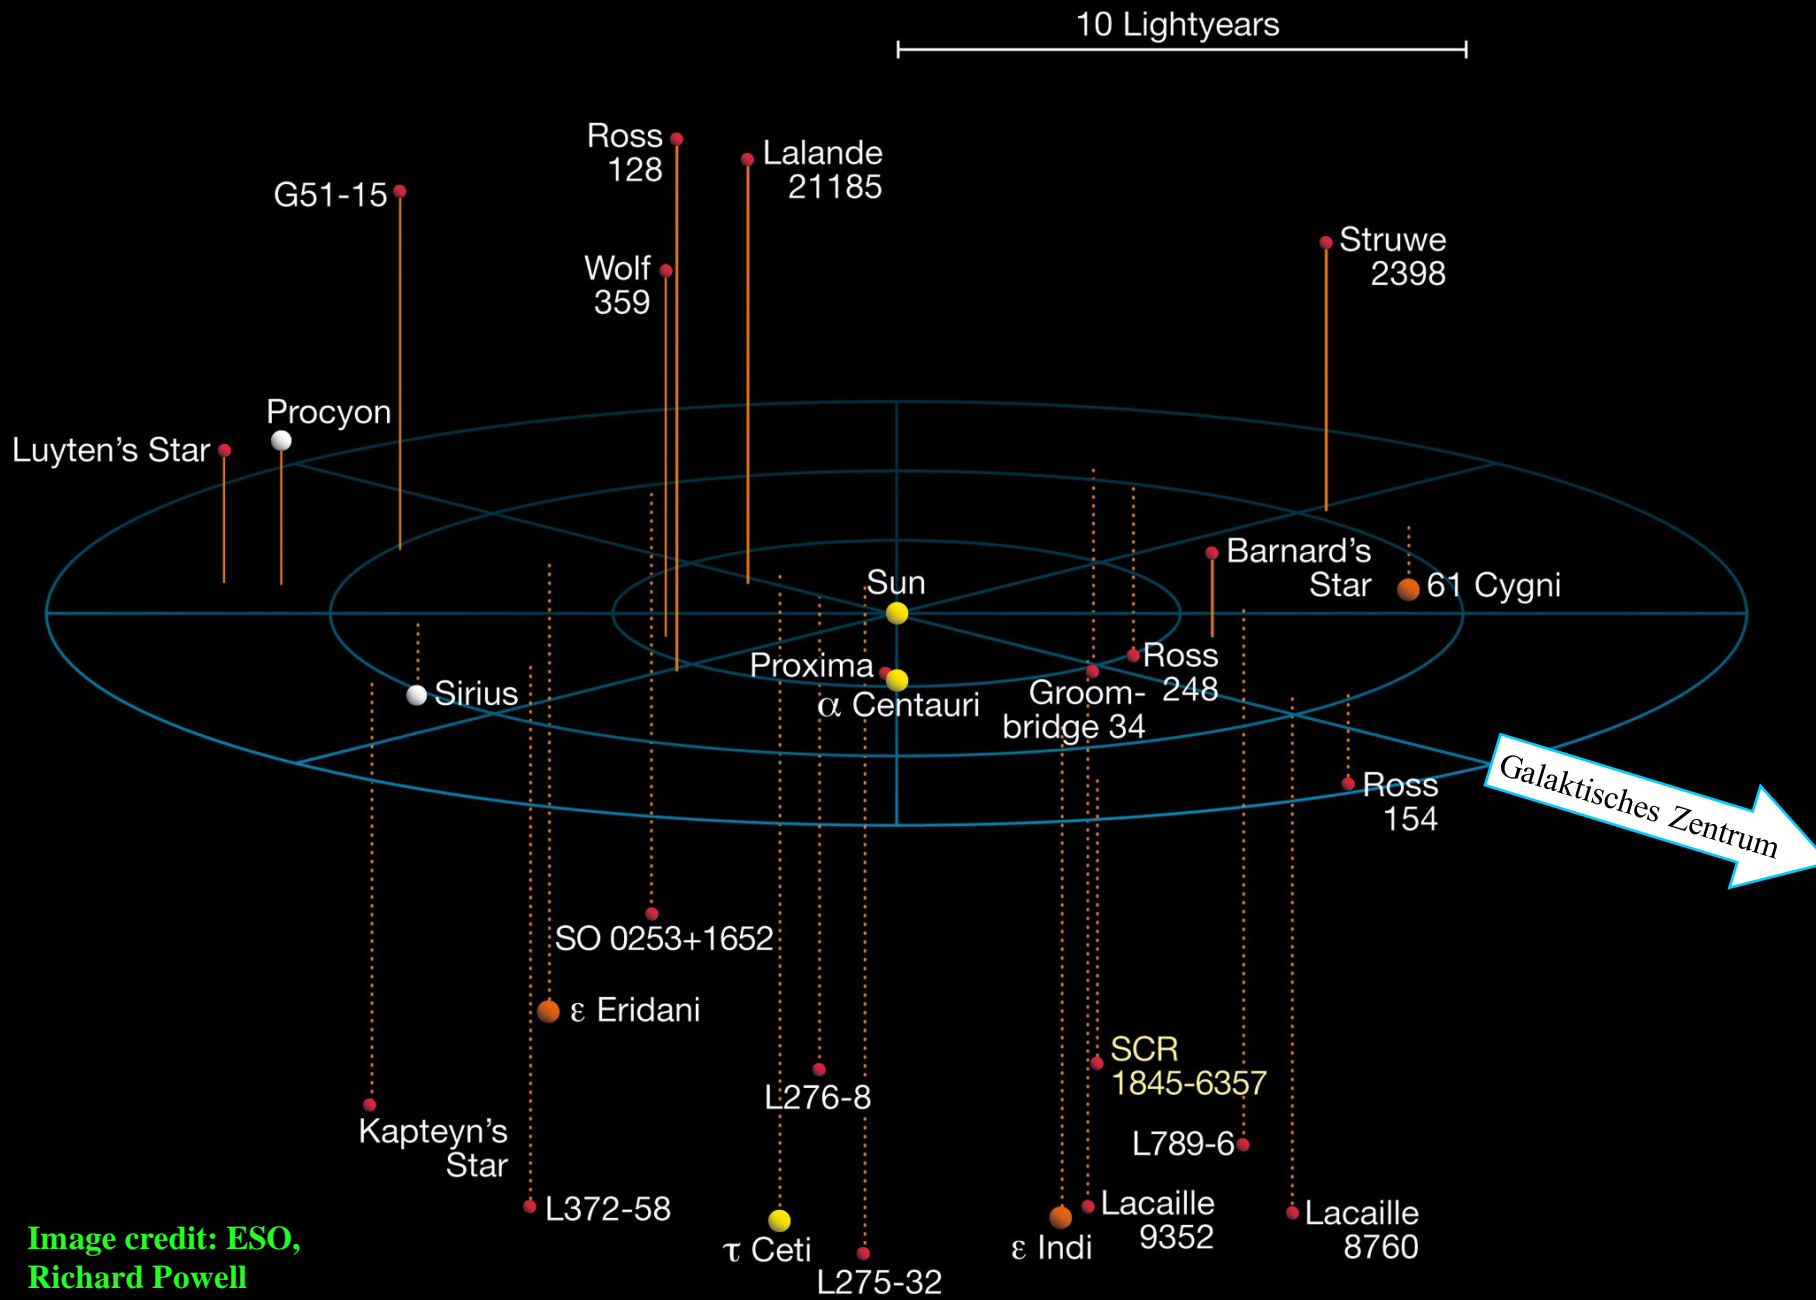 10 Lightyears
Ross
128
Lalande
21185
G51-15
Struwe
2398
Wolf
359
Procyon
Luyten's Star
Barnard's
Star
Sun
61 Cygni
Proxima
α Centauri
Ross
248
Groom-
bridge 34
Sirius
Galaktisches Zentrum
Ross
154
SO 0253+1652
ε Eridani
SCR
1845-6357
L276-8
Kapteyn's
Star
L789-6
L372-58
Lacaille
9352
Lacaille
8760
τ Ceti
ε Indi
L275-32
Image credit: ESO,
Richard Powell